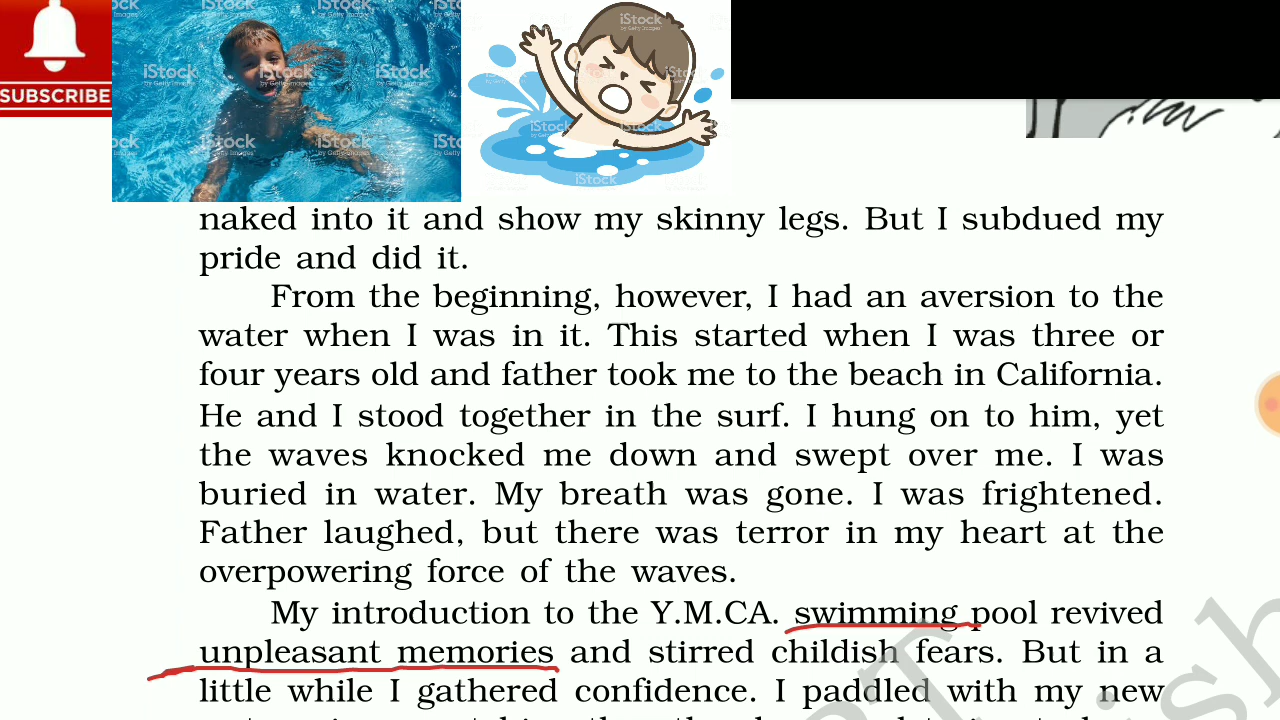 SUBSCRIBE
iStock
by Getty Images
naked into it and show my skinny legs. But I subdued my
pride and did it.
From the beginning, however, I had an aversion to the
water when I was in it. This started when I was three or
four years old and father took me to the beach in California.
He and I stood together in the surf. I hung on to him, yet
the waves knocked me down and swept over me. I was
buried in water. My breath was gone. I was frightened.
Father laughed, but there was terror in my heart at the
overpowering force of the waves.
My introduction to the Y.M.CA. swimming pool revived
unpleasant memories and stirred childish fears. But in a
little while I gathered confidence. I paddled with my new